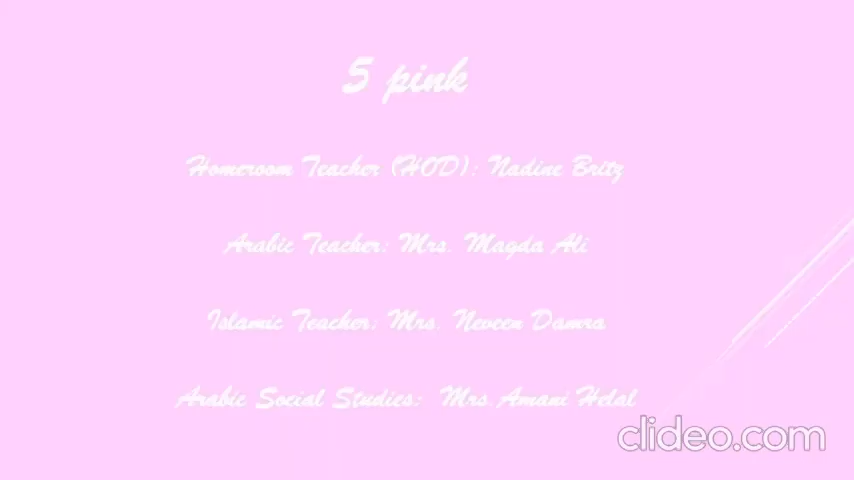 5 pink
Homeroom Teacher (HOD): Nadine Britz
Arabic Teacher: Mrs. Magda Ali
Islamic Teacher: Mrs. Neveen Damra
Arabic Social Studies: Mrs. Amani Helal
clideo.com